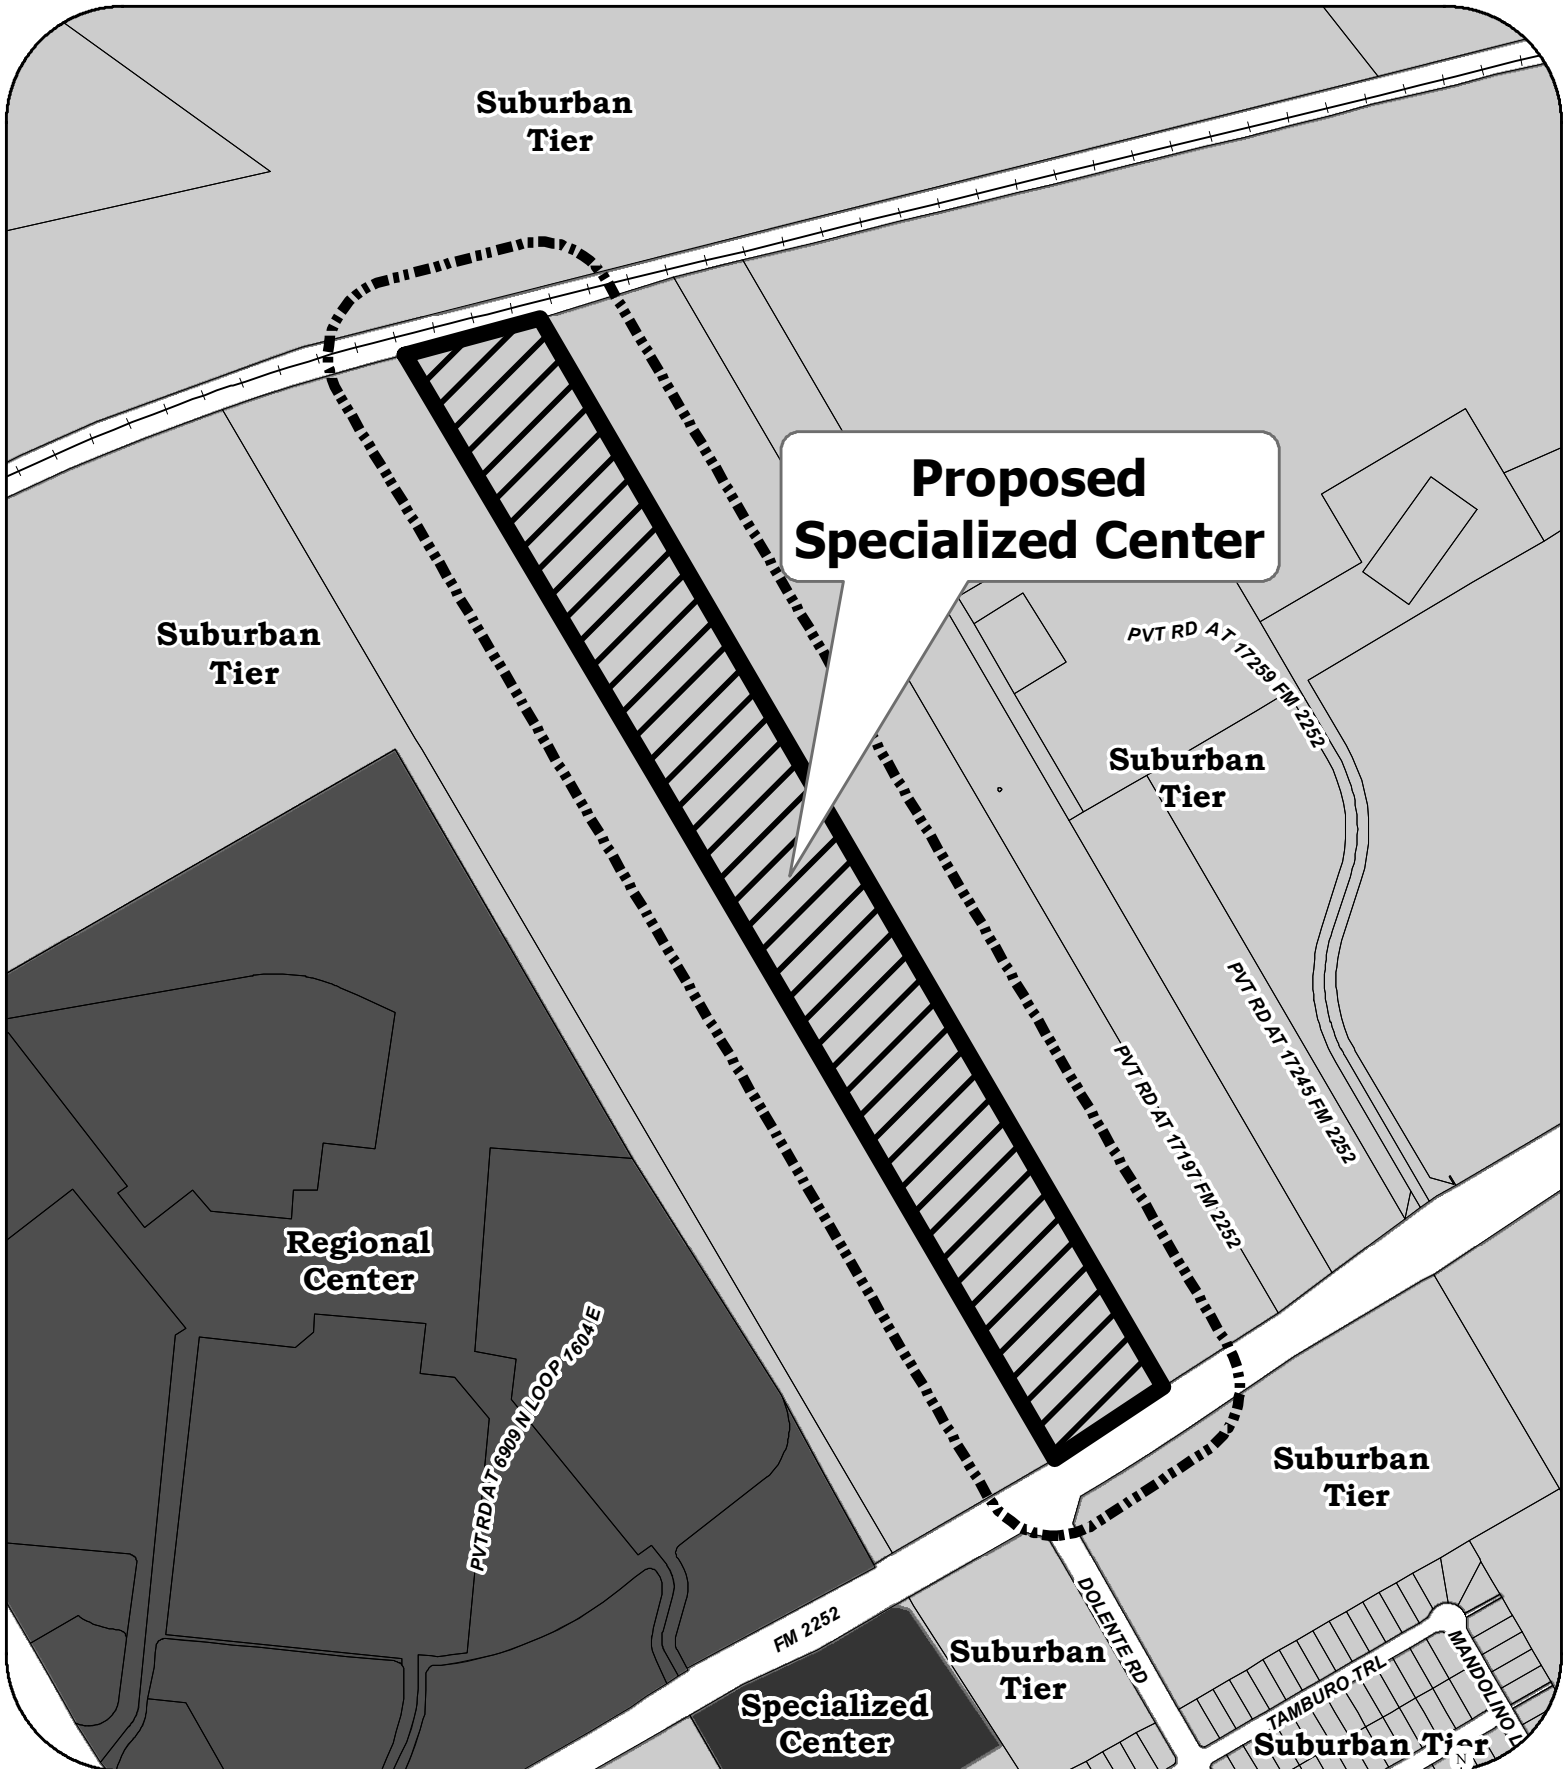 Suburban
Tier
Proposed
Specialized Center
Suburban
Tier
PVT RD AT 17259 FM 2252
Suburban
Tier
PVT RD AT 17245 FM 2252
PVT RD AT 17197 FM 2252
Regional
Center
PVT RD AT 6909 N LOOP 1604 E
Suburban
Tier
DOLENTE RD
FM 2252
Suburban
Tier
TAMBURO TRL
MANDOLINO L
Specialized
Center
Suburban Tier
N